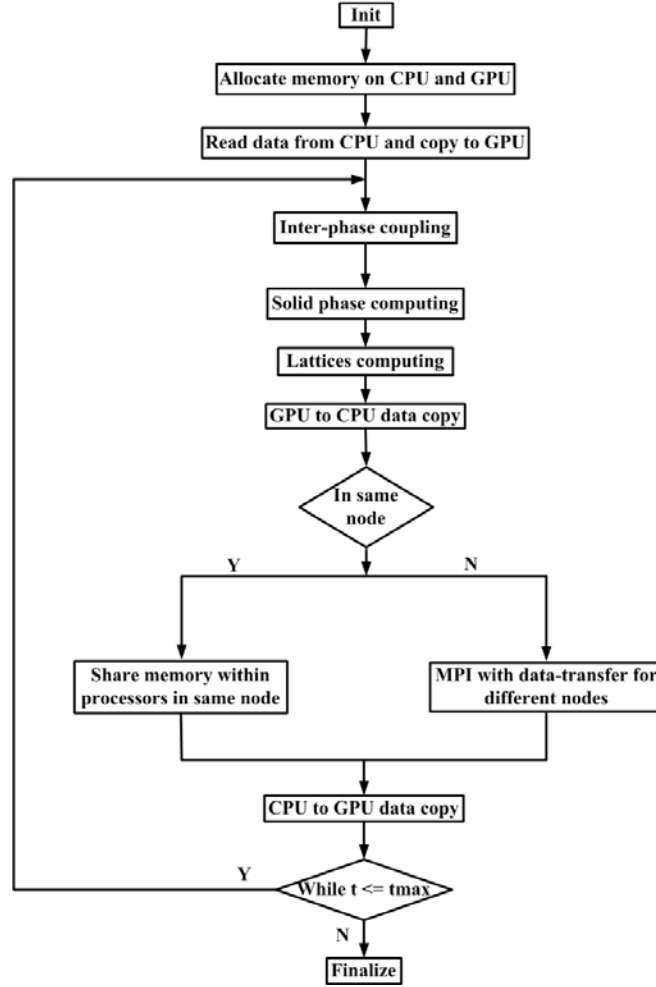 Init
Allocate memory on CPU and GPU
Read data from CPU and copy to GPU
Inter-phase coupling
Solid phase computing
Lattices computing
GPU to CPU data copy
In same
node
Y
N
Share memory within
processors in same node
MPI with data-transfer for
different nodes
CPU to GPU data copy
Y
While t <= tmax
N
Finalize